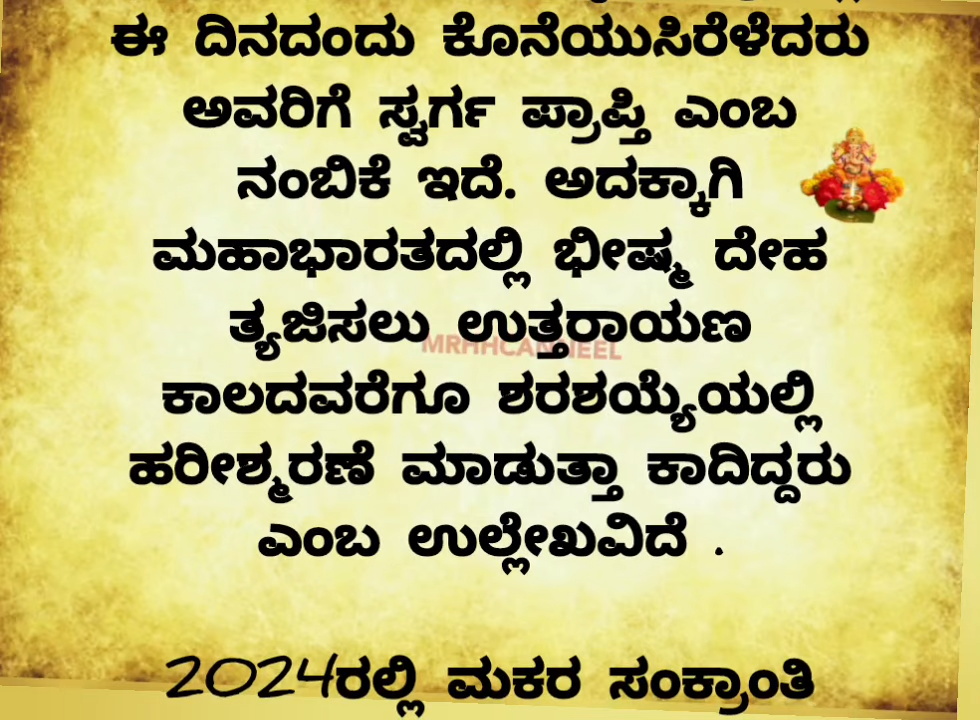 ಈ ದಿನದಂದು ಕೊನೆಯುಸಿರೆಳೆದರು
ಅವರಿಗೆ ಸ್ವರ್ಗ ಪ್ರಾಪ್ತಿ ಎಂಬ
ನಂಬಿಕೆ ಇದೆ. ಅದಕ್ಕಾಗಿ
ಮಹಾಭಾರತದಲ್ಲಿ ಭೀಷ್ಮ ದೇಹ
ತ್ಯಜಿಸಲು ಉತ್ತರಾಯಣ
ಕಾಲದವರೆಗೂ ಶರಶಯ್ಯೆಯಲ್ಲಿ
ಹರೀಶ್ಮರಣೆ ಮಾಡುತ್ತಾ ಕಾದಿದ್ದರು
ಎಂಬ ಉಲ್ಲೇಖವಿದೆ .
2024ರಲ್ಲಿ ಮಕರ ಸಂಕ್ರಾಂತಿ